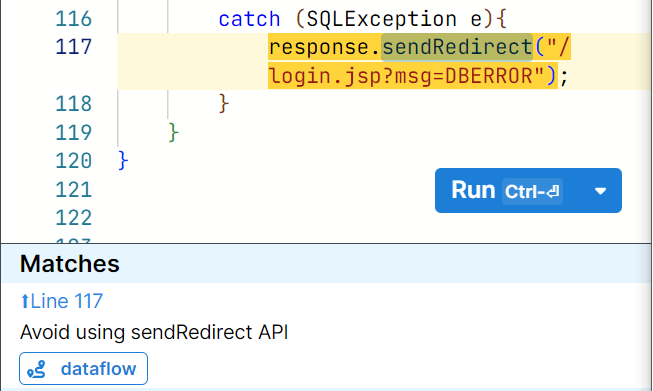 116 catch (SQLException e){
117 response.sendRedirect("/
login.jsp?msg=DBERROR");
118 }
119 }
120 }
121
122
Run Ctrl-⏎
Matches
↑Line 117
Avoid using sendRedirect API
dataflow